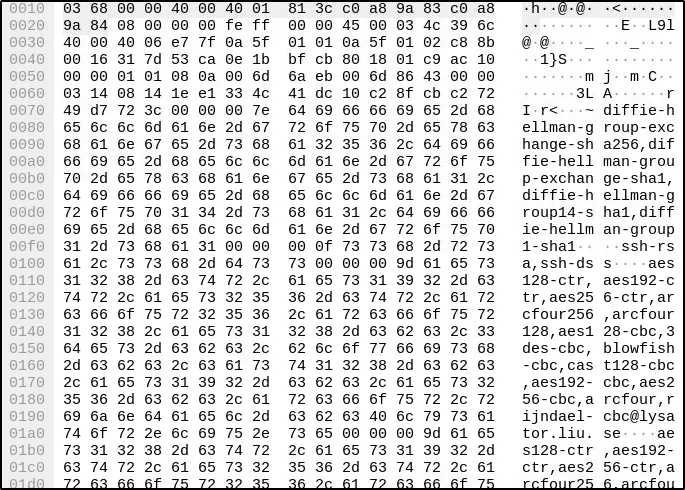 0010 03 68 00 00 40 00 40 01 81 3c c0 a8 9a 83 c0 a8 ·h··@·@· ·<······
0020 9a 84 08 00 00 00 fe ff 00 00 45 00 03 4c 39 6c ········ ··E··L9l
0030 40 00 40 06 e7 7f 0a 5f 01 01 0a 5f 01 02 c8 8b @·@····_ ···_····
0040 00 16 31 7d 53 ca 0e 1b bf cb 80 18 01 c9 ac 10 ··1}S··· ········
0050 00 00 01 01 08 0a 00 6d 6a eb 00 6d 86 43 00 00 ·······m j··m·C··
0060 03 14 08 14 1e e1 33 4c 41 dc 10 c2 8f cb c2 72 ······3L A······r
0070 49 d7 72 3c 00 00 00 7e 64 69 66 66 69 65 2d 68 I·r<···~ diffie-h
0080 65 6c 6c 6d 61 6e 2d 67 72 6f 75 70 2d 65 78 63 ellman-g roup-exc
0090 68 61 6e 67 65 2d 73 68 61 32 35 36 2c 64 69 66 hange-sh a256,dif
00a0 66 69 65 2d 68 65 6c 6c 6d 61 6e 2d 67 72 6f 75 fie-hell man-grou
00b0 70 2d 65 78 63 68 61 6e 67 65 2d 73 68 61 31 2c p-exchan ge-sha1,
00c0 64 69 66 66 69 65 2d 68 65 6c 6c 6d 61 6e 2d 67 diffie-h ellman-g
00d0 72 6f 75 70 31 34 2d 73 68 61 31 2c 64 69 66 66 roup14-s ha1,diff
00e0 69 65 2d 68 65 6c 6c 6d 61 6e 2d 67 72 6f 75 70 ie-hellm an-group
00f0 31 2d 73 68 61 31 00 00 00 0f 73 73 68 2d 72 73 1-sha1·· ··ssh-rs
0100 61 2c 73 73 68 2d 64 73 73 00 00 00 9d 61 65 73 a,ssh-ds s····aes
0110 31 32 38 2d 63 74 72 2c 61 65 73 31 39 32 2d 63 128-ctr, aes192-c
0120 74 72 2c 61 65 73 32 35 36 2d 63 74 72 2c 61 72 tr,aes25 6-ctr,ar
0130 63 66 6f 75 72 32 35 36 2c 61 72 63 66 6f 75 72 cfour256 ,arcfour
0140 31 32 38 2c 61 65 73 31 32 38 2d 63 62 63 2c 33 128,aes1 28-cbc,3
0150 64 65 73 2d 63 62 63 2c 62 6c 6f 77 66 69 73 68 des-cbc, blowfish
0160 2d 63 62 63 2c 63 61 73 74 31 32 38 2d 63 62 63 -cbc,cas t128-cbc
0170 2c 61 65 73 31 39 32 2d 63 62 63 2c 61 65 73 32 ,aes192- cbc,aes2
0180 35 36 2d 63 62 63 2c 61 72 63 66 6f 75 72 2c 72 56-cbc,a rcfour,r
0190 69 6a 6e 64 61 65 6c 2d 63 62 63 40 6c 79 73 61 ijndael- cbc@lysa
01a0 74 6f 72 2e 6c 69 75 2e 73 65 00 00 00 9d 61 65 tor.liu. se····ae
01b0 73 31 32 38 2d 63 74 72 2c 61 65 73 31 39 32 2d s128-ctr ,aes192-
01c0 63 74 72 2c 61 65 73 32 35 36 2d 63 74 72 2c 61 ctr,aes2 56-ctr,a
01d0 72 63 66 6f 75 72 32 35 36 2c 61 72 63 66 6f 75 rcfour25 6,arcfou